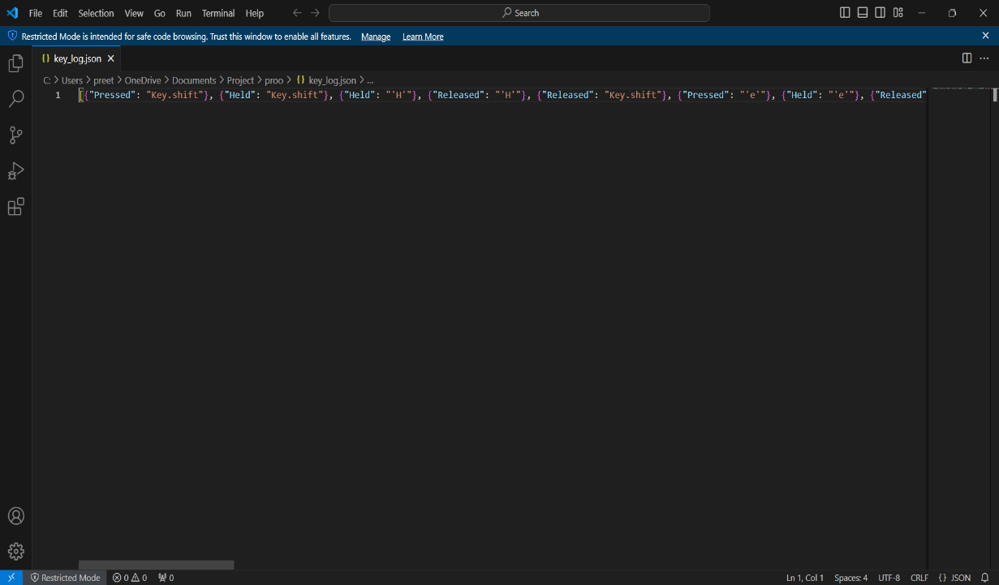 File Edit Selection View Go Run Terminal Help Search
Restricted Mode is intended for safe code browsing. Trust this window to enable all features. Manage Learn More
{} key_log.json
C: > Users > preet > OneDrive > Documents > Project > proo > {} key_log.json > ...
1 [{"Pressed": "Key.shift"}, {"Held": "Key.shift"}, {"Held": "'H'"}, {"Released": "'H'"}, {"Released": "Key.shift"}, {"Pressed": "'e'"}, {"Held": "'e'"}, {"Released"
Restricted Mode 0 0 0 Ln 1, Col 1 Spaces: 4 UTF-8 CRLF {} JSON